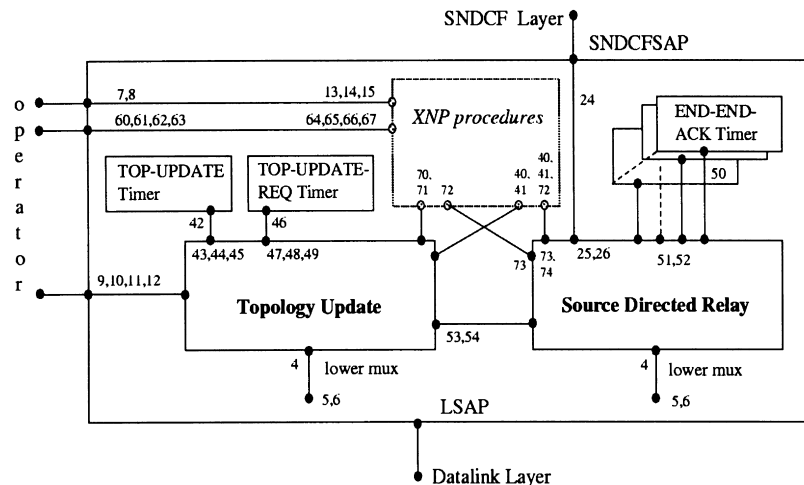 SNDCF Layer
SNDCFSAP
operator
7,8
13,14,15
60,61,62,63
64,65,66,67
XNP procedures
24
END-END-
ACK Timer
50
TOP-UPDATE
Timer
TOP-UPDATE-
REQ Timer
70.
71
72
40.
41
40.
41.
72
42
46
43,44,45
47,48,49
73
73.
74
25,26
51,52
9,10,11,12
Topology Update
Source Directed Relay
53,54
4
lower mux
5,6
4
lower mux
5,6
LSAP
Datalink Layer